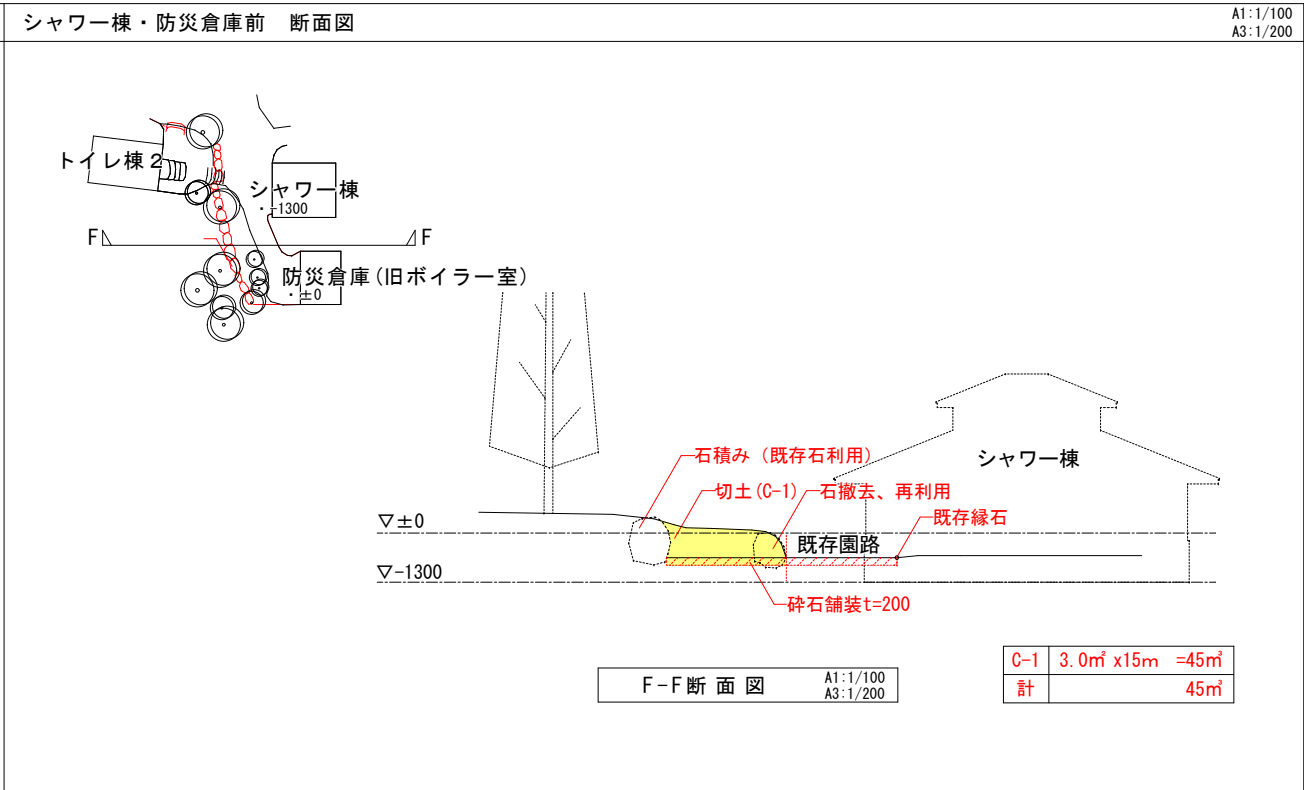 シャワー棟・防災倉庫前　断面図
A1:1/100
A3:1/200
トイレ棟2
シャワー棟
・-1300
F
F
防災倉庫(旧ボイラー室)
・±0
石積み（既存石利用）
シャワー棟
切土(C-1)
石撤去、再利用
既存縁石
▽±0
既存園路
▽-1300
砕石舗装t=200
F-F断面図
A1:1/100
A3:1/200
C-1 3.0㎡ x15m =45㎥
計 45㎥